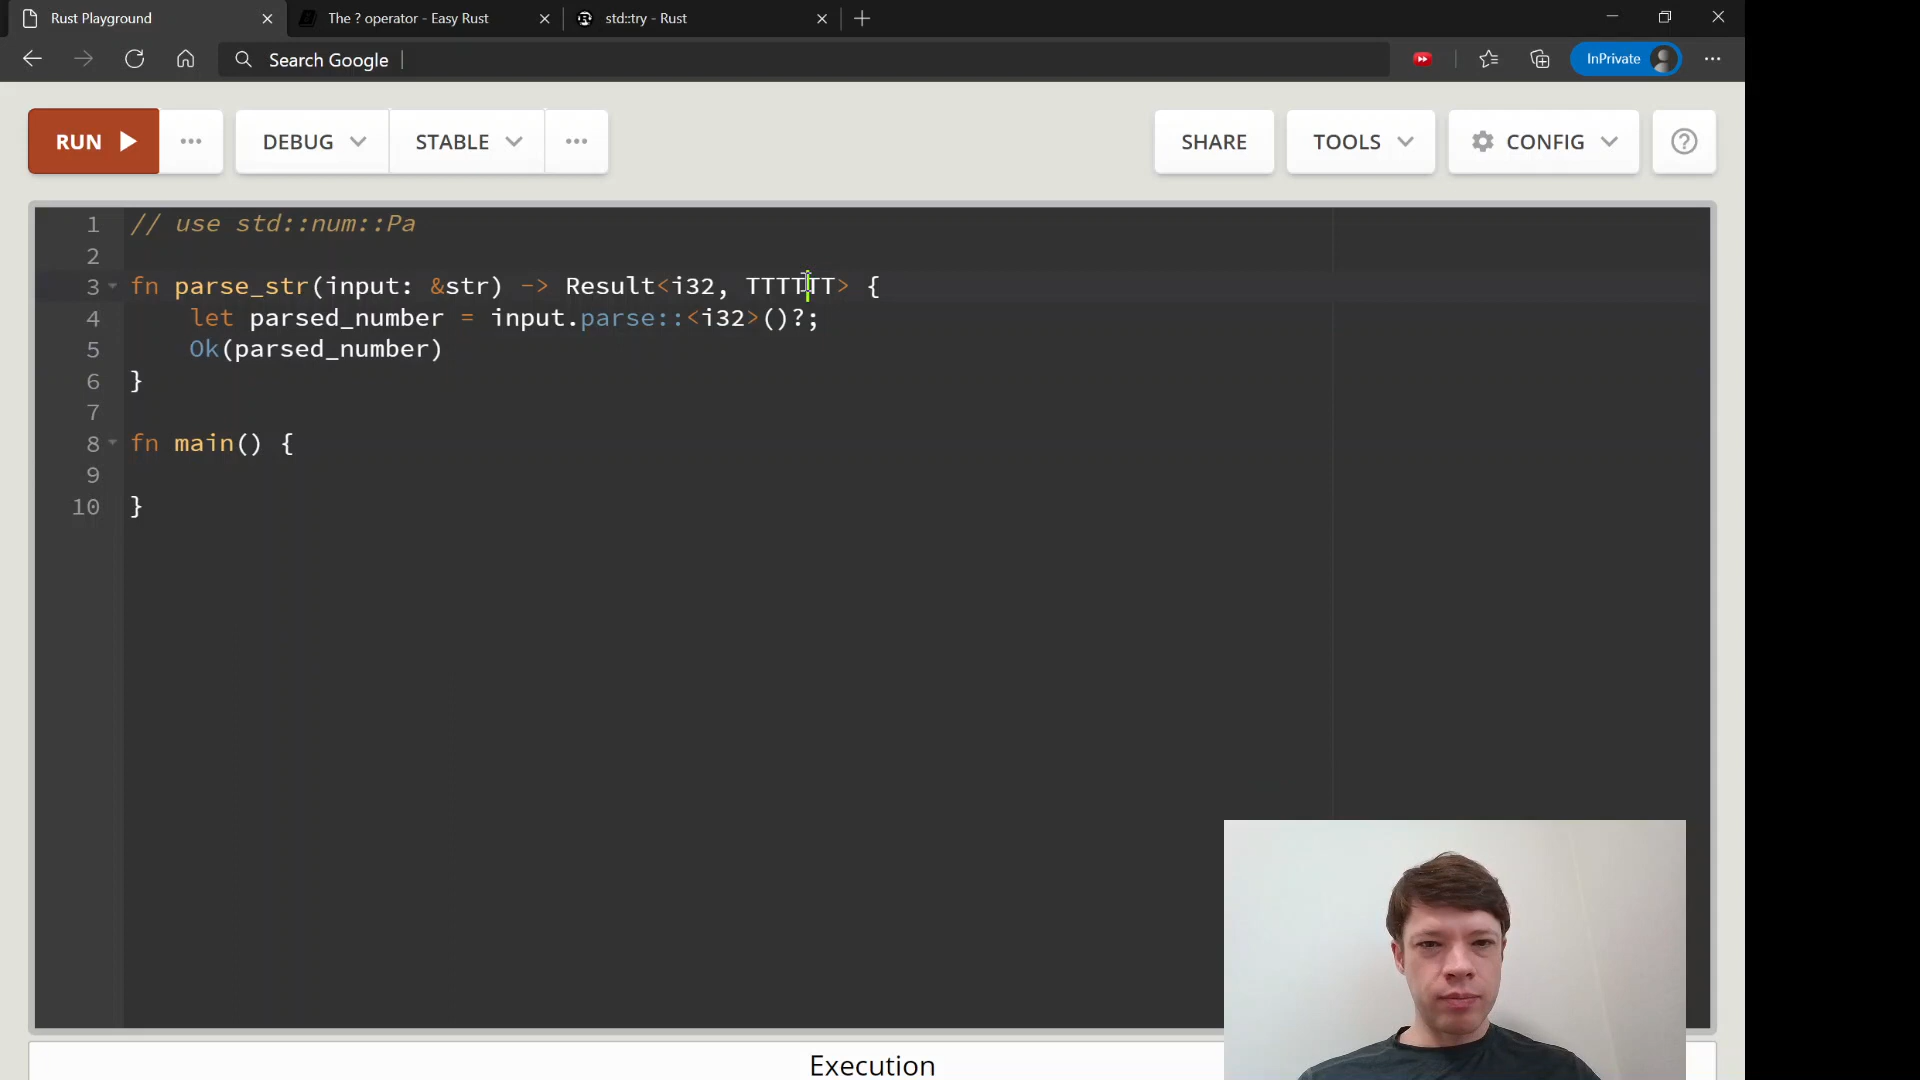 Rust Playground
The ? operator - Easy Rust
std::try - Rust
Search Google
InPrivate
RUN
DEBUG
STABLE
SHARE
TOOLS
CONFIG
1 // use std::num::Pa
2
3 fn parse_str(input: &str) -> Result<i32, TTTTTT> {
4 let parsed_number = input.parse::<i32>()?;
5 Ok(parsed_number)
6 }
7
8 fn main() {
9
10 }
Execution